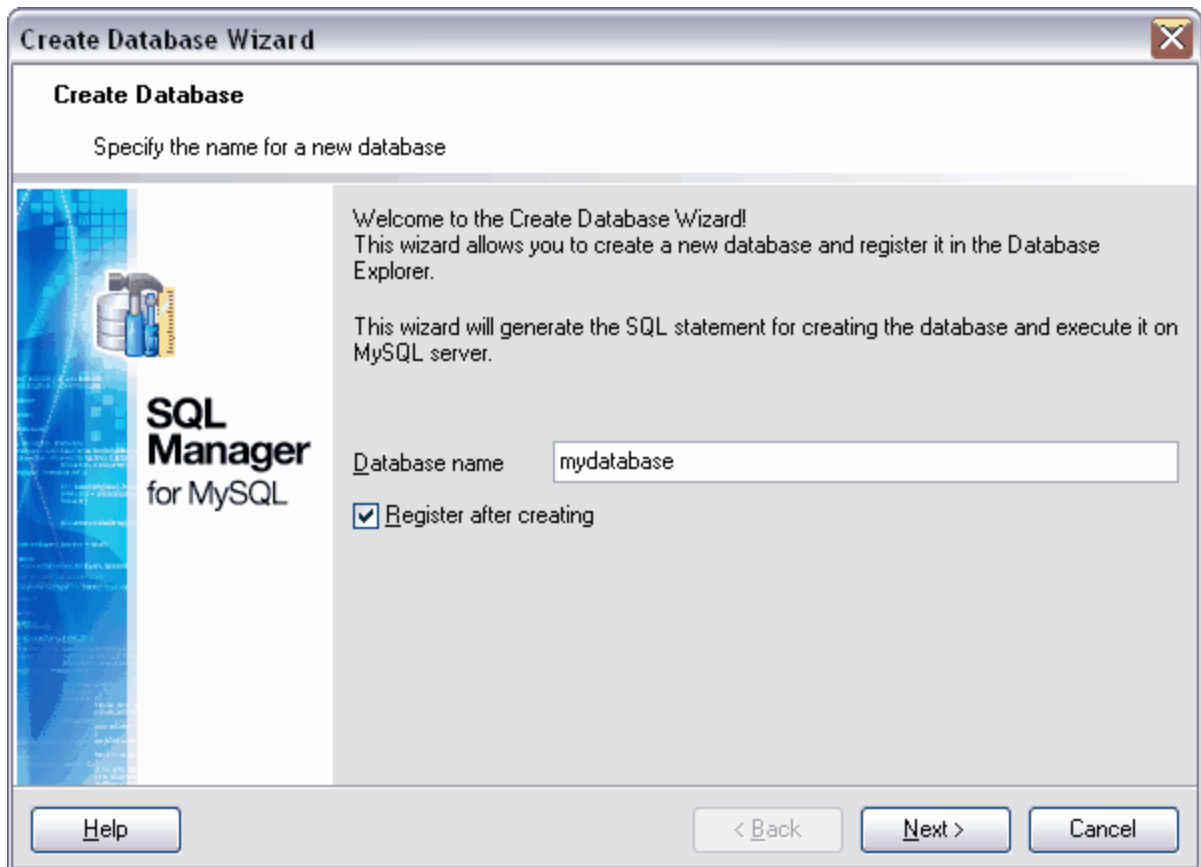 Create Database Wizard
Create Database
Specify the name for a new database
Welcome to the Create Database Wizard!
This wizard allows you to create a new database and register it in the Database
Explorer.
This wizard will generate the SQL statement for creating the database and execute it on
MySQL server.
SQL
Manager
for MySQL
Database name
mydatabase
Register after creating
Help
< Back
Next >
Cancel